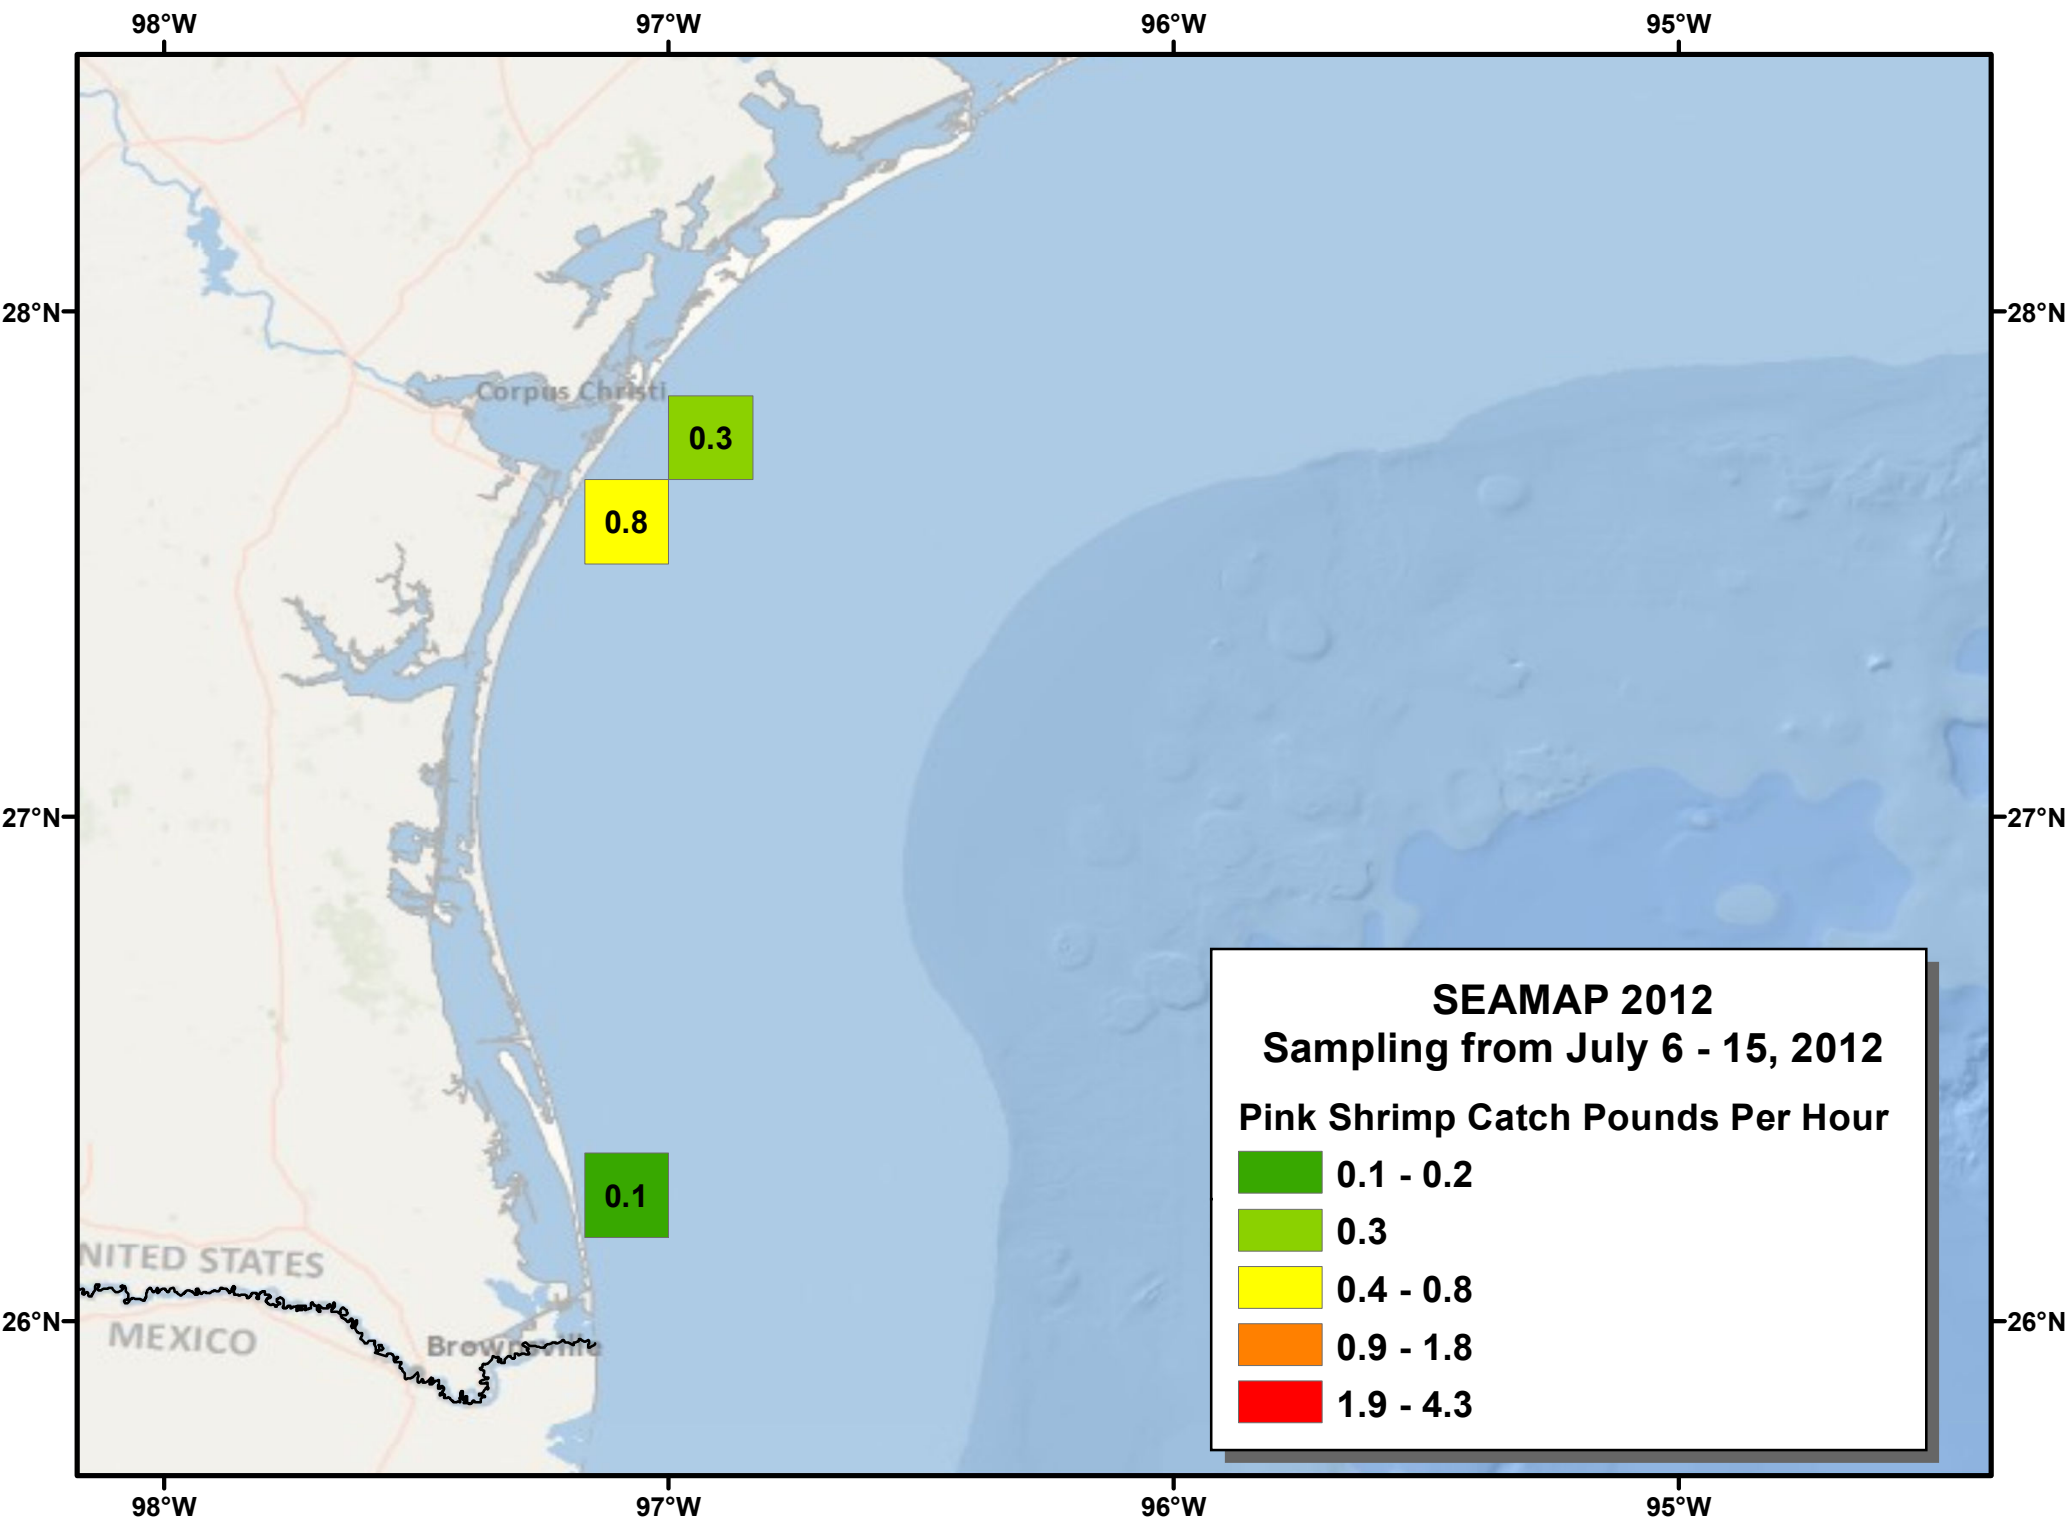 98°W 97°W 96°W 95°W
28°N 28°N
Corpus Christi
0.3
0.8
27°N 27°N
SEAMAP 2012
Sampling from July 6 - 15, 2012
Pink Shrimp Catch Pounds Per Hour
0.1 - 0.2
0.3
0.4 - 0.8
0.9 - 1.8
1.9 - 4.3
0.1
NITED STATES
26°N 26°N
MEXICO
Brownsville
98°W 97°W 96°W 95°W